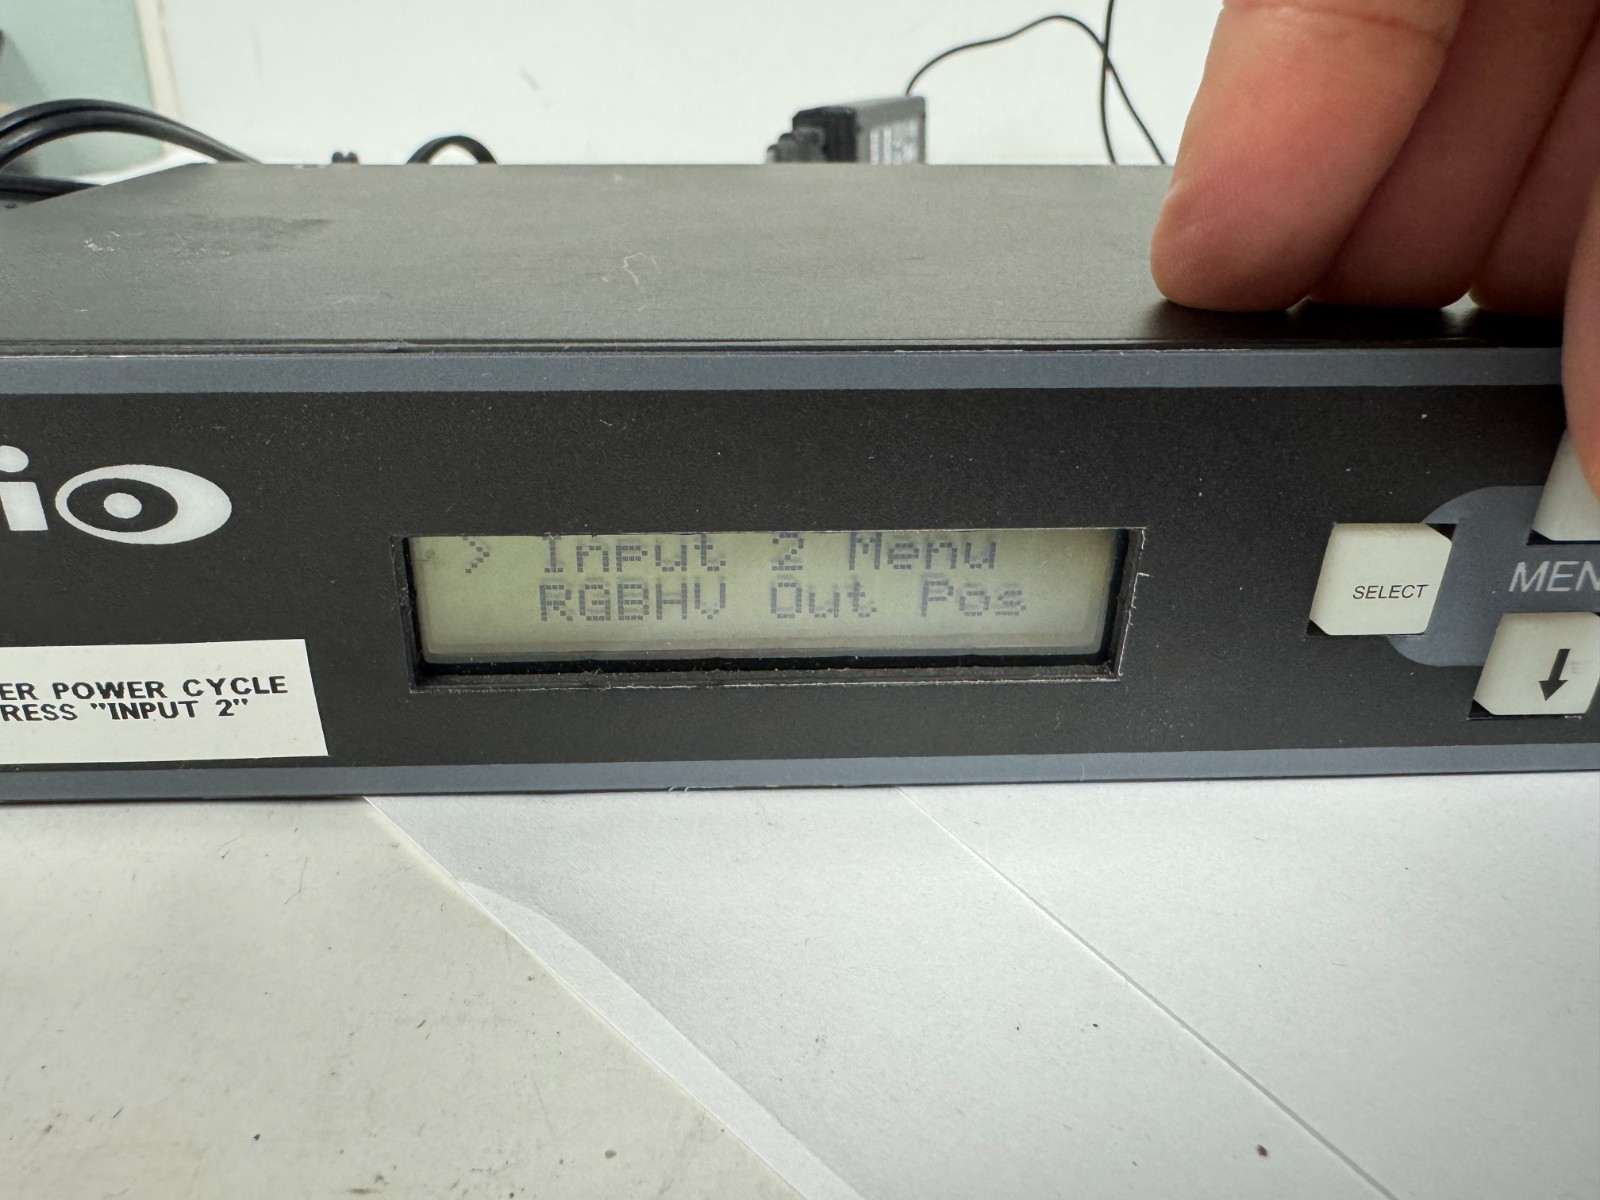 > Input 2 Menu
RGBHV Out Pos
io
SELECT
MEN
ER POWER CYCLE
RESS "INPUT 2"